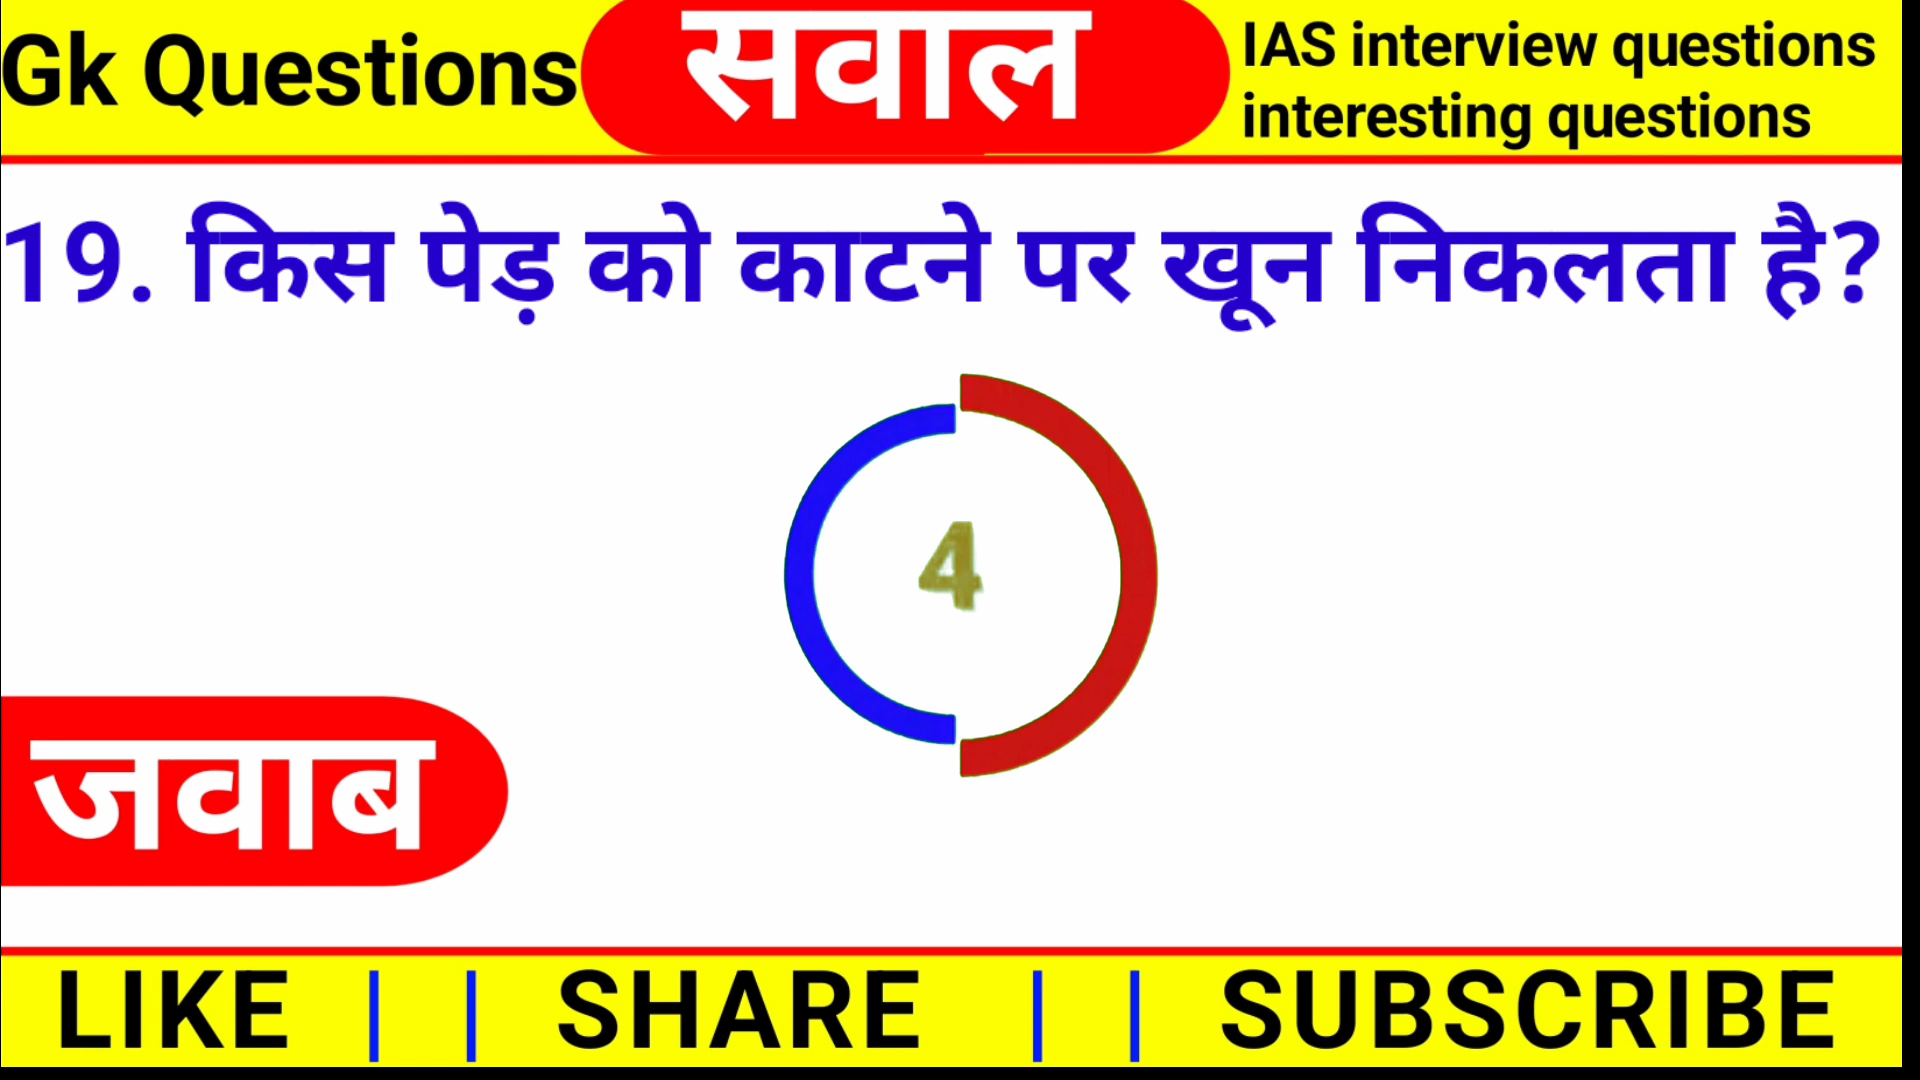 Gk Questions
सवाल
IAS interview questions
interesting questions
19. किस पेड़ को काटने पर खून निकलता है?
4
जवाब
LIKE | | SHARE | | SUBSCRIBE